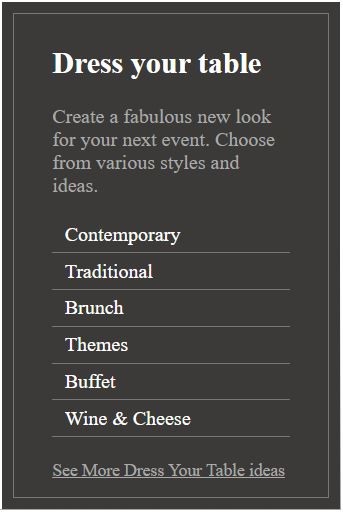 Dress your table
Create a fabulous new look
for your next event. Choose
from various styles and
ideas.
Contemporary
Traditional
Brunch
Themes
Buffet
Wine & Cheese
See More Dress Your Table ideas